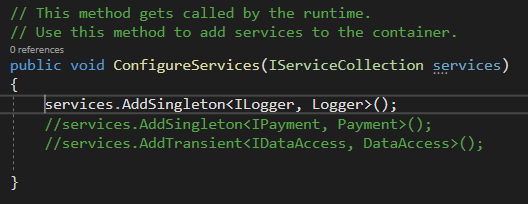 // This method gets called by the runtime.
// Use this method to add services to the container.
0 references
public void ConfigureServices(IServiceCollection services)
{
services.AddSingleton<ILogger, Logger>();
//services.AddSingleton<IPayment, Payment>();
//services.AddTransient<IDataAccess, DataAccess>();
}